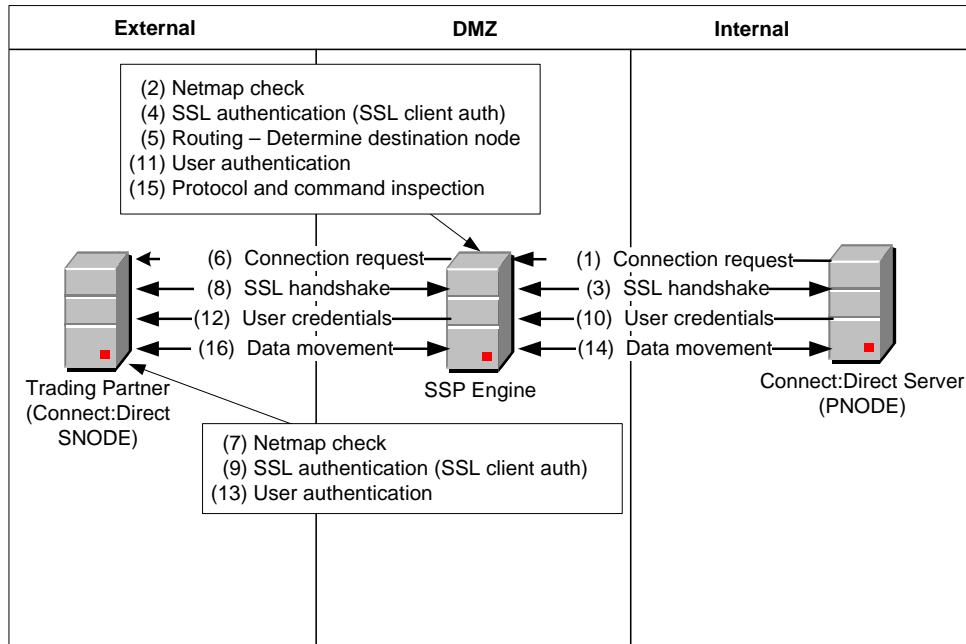 External
DMZ
Internal
(2) Netmap check
(4) SSL authentication (SSL client auth)
(5) Routing – Determine destination node
(11) User authentication
(15) Protocol and command inspection
(6) Connection request
(1) Connection request
(8) SSL handshake
(3) SSL handshake
(12) User credentials
(10) User credentials
(16) Data movement
(14) Data movement
Trading Partner
(Connect:Direct
SNODE)
SSP Engine
Connect:Direct Server
(PNODE)
(7) Netmap check
(9) SSL authentication (SSL client auth)
(13) User authentication